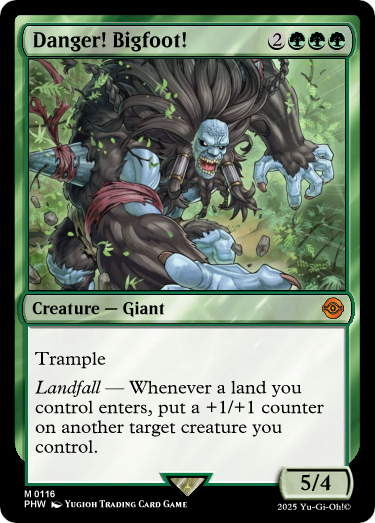 Danger! Bigfoot! 2
Creature — Giant
Trample
Landfall — Whenever a land you
control enters, put a +1/+1 counter
on another target creature you
control.
5/4
M 0116
PHW Yugioh Trading Card Game 2025 Yu-Gi-Oh!©